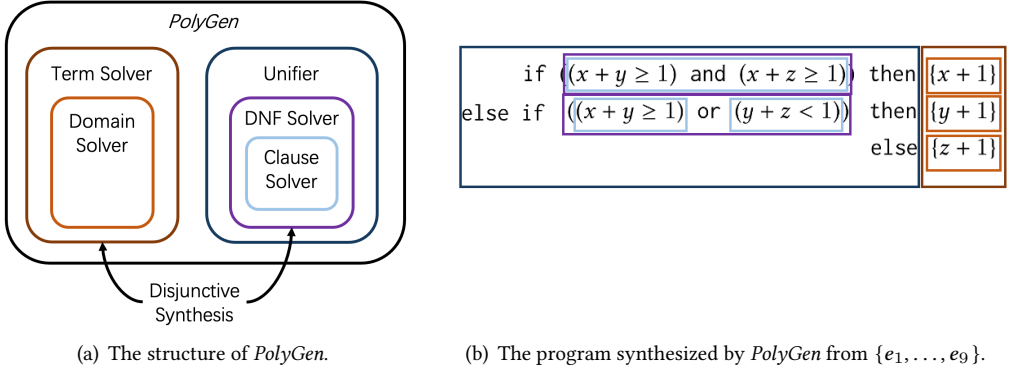 PolyGen
Term Solver
Unifier
Domain
Solver
DNF Solver
Clause
Solver
Disjunctive
Synthesis
(a) The structure of PolyGen.
if ((x + y ≥ 1) and (x + z ≥ 1)) then {x + 1}
else if ((x + y ≥ 1) or (y + z < 1)) then {y + 1}
else {z + 1}
(b) The program synthesized by PolyGen from {e₁, . . . , e₉}.